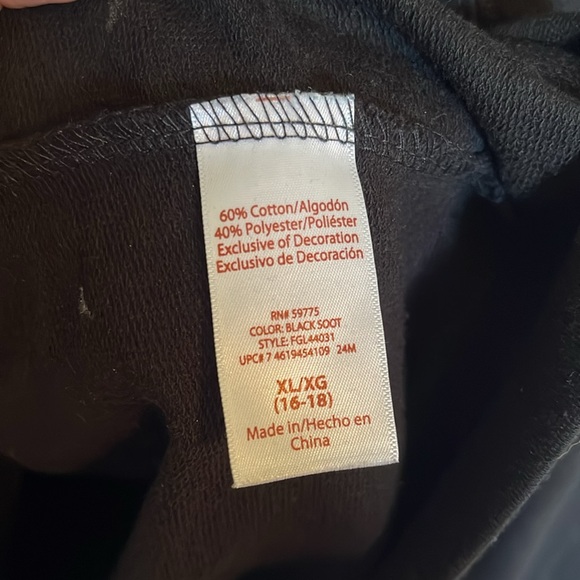 60% Cotton/Algodón
40% Polyester/Poliéster
Exclusive of Decoration
Exclusivo de Decoración
RN# 59775
COLOR: BLACK SOOT
STYLE: FGL44031
UPC# 7 4619454109 24M
XL/XG
(16-18)
Made in/Hecho en
China